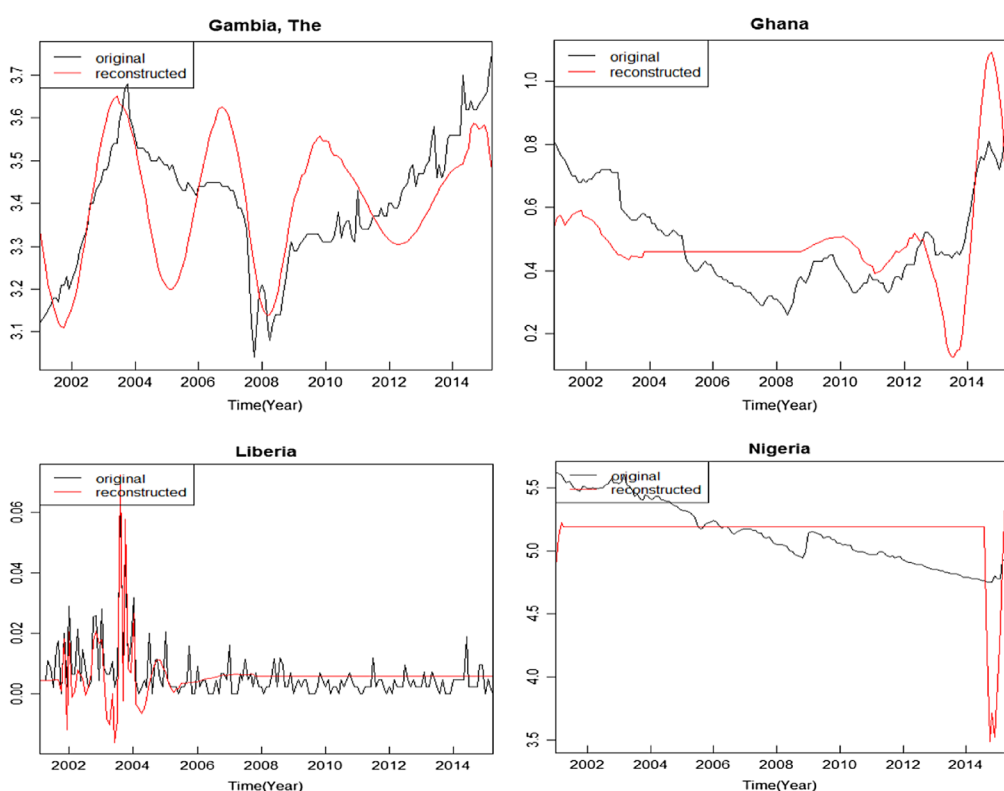 Gambia, The
original
reconstructed
3.7
3.6
3.5
3.4
3.3
3.2
3.1
2002 2004 2006 2008 2010 2012 2014
Time(Year)
Ghana
original
reconstructed
1.0
0.8
0.6
0.4
0.2
2002 2004 2006 2008 2010 2012 2014
Time(Year)
Liberia
original
reconstructed
0.06
0.04
0.02
0.00
2002 2004 2006 2008 2010 2012 2014
Time(Year)
Nigeria
original
reconstructed
5.5
5.0
4.5
4.0
3.5
2002 2004 2006 2008 2010 2012 2014
Time(Year)